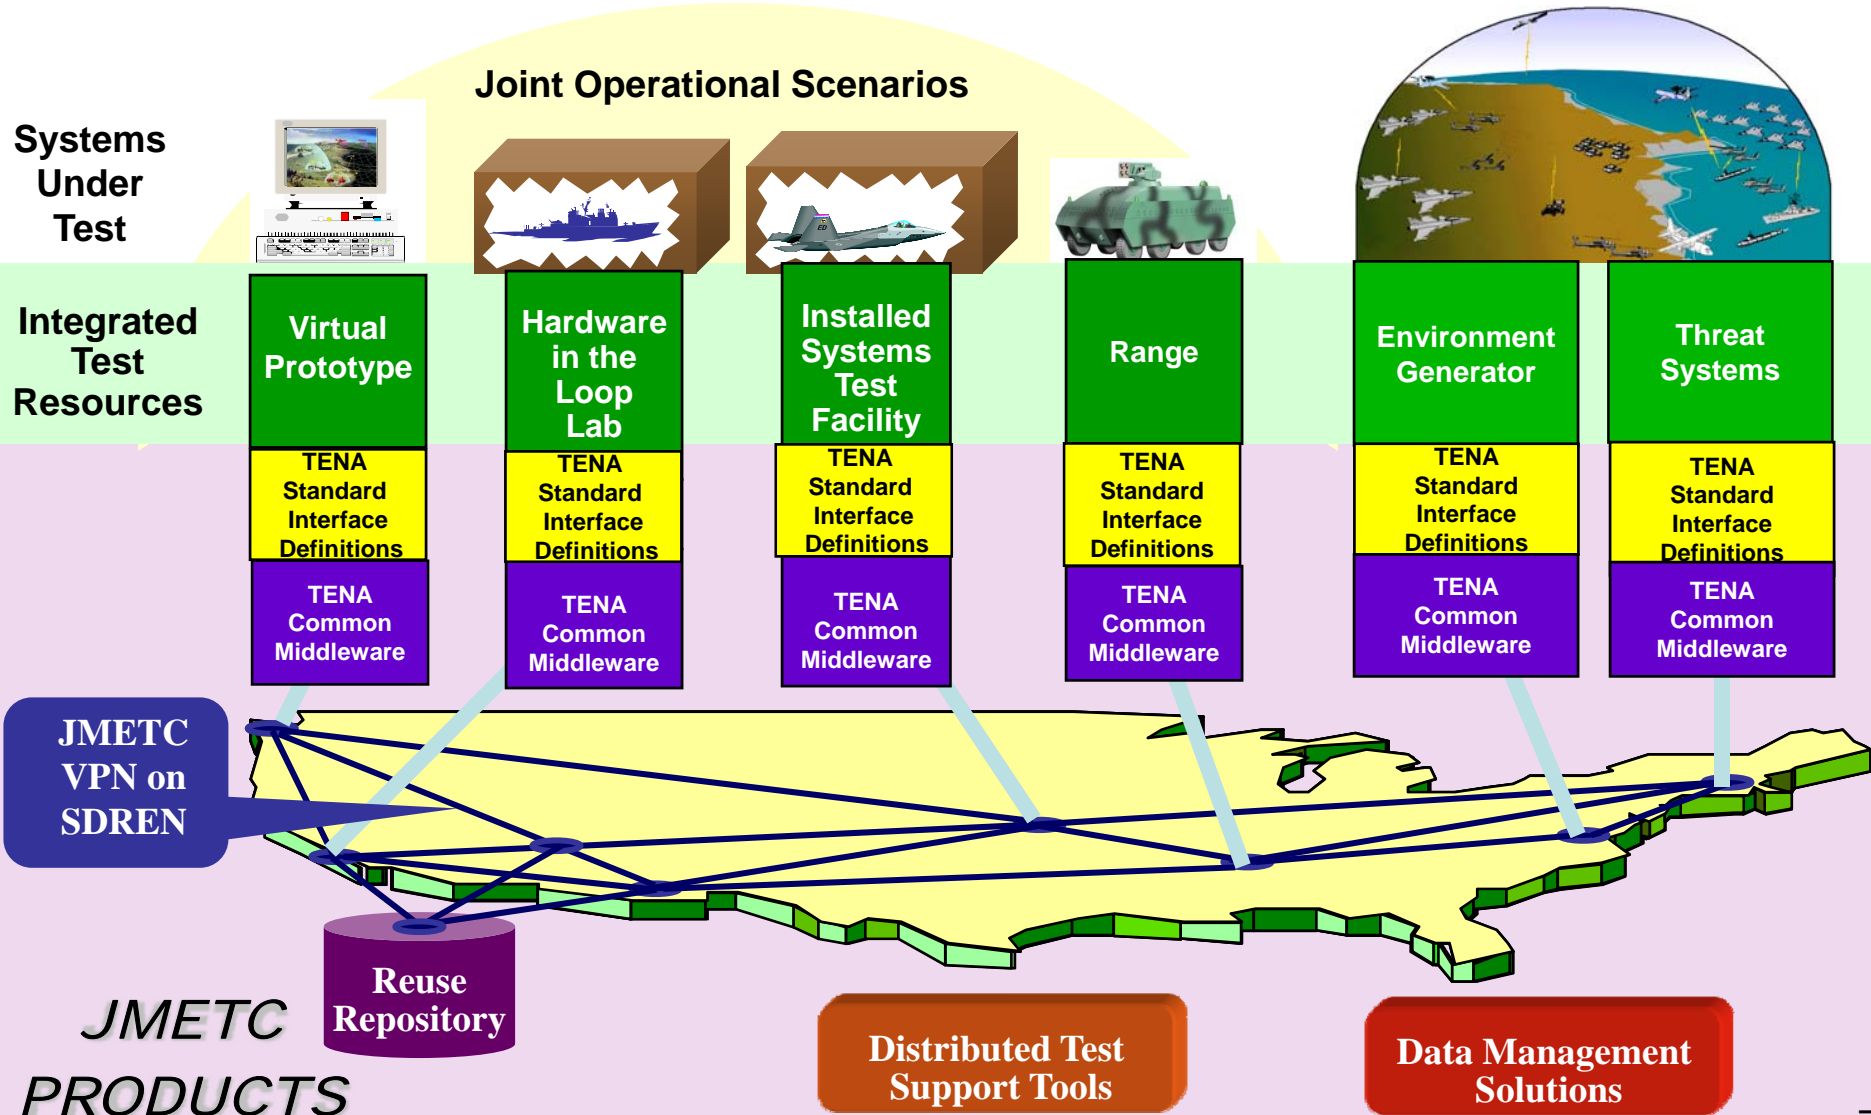 Joint Operational Scenarios
Systems
Under
Test
Integrated
Test
Resources
Virtual
Prototype
Hardware
in the
Loop
Lab
Installed
Systems
Test
Facility
Range
Environment
Generator
Threat
Systems
TENA
Standard
Interface
Definitions
TENA
Standard
Interface
Definitions
TENA
Standard
Interface
Definitions
TENA
Standard
Interface
Definitions
TENA
Standard
Interface
Definitions
TENA
Standard
Interface
Definitions
TENA
Common
Middleware
TENA
Common
Middleware
TENA
Common
Middleware
TENA
Common
Middleware
TENA
Common
Middleware
TENA
Common
Middleware
JMETC
VPN on
SDREN
Reuse
Repository
JMETC
PRODUCTS
Distributed Test
Support Tools
Data Management
Solutions
ED